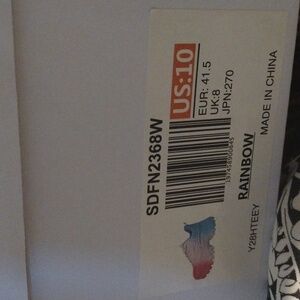 US:10
EUR: 41.5
UK:8
JPN:270
SDFN2368W
RAINBOW
MADE IN CHINA
Y28HTEEY